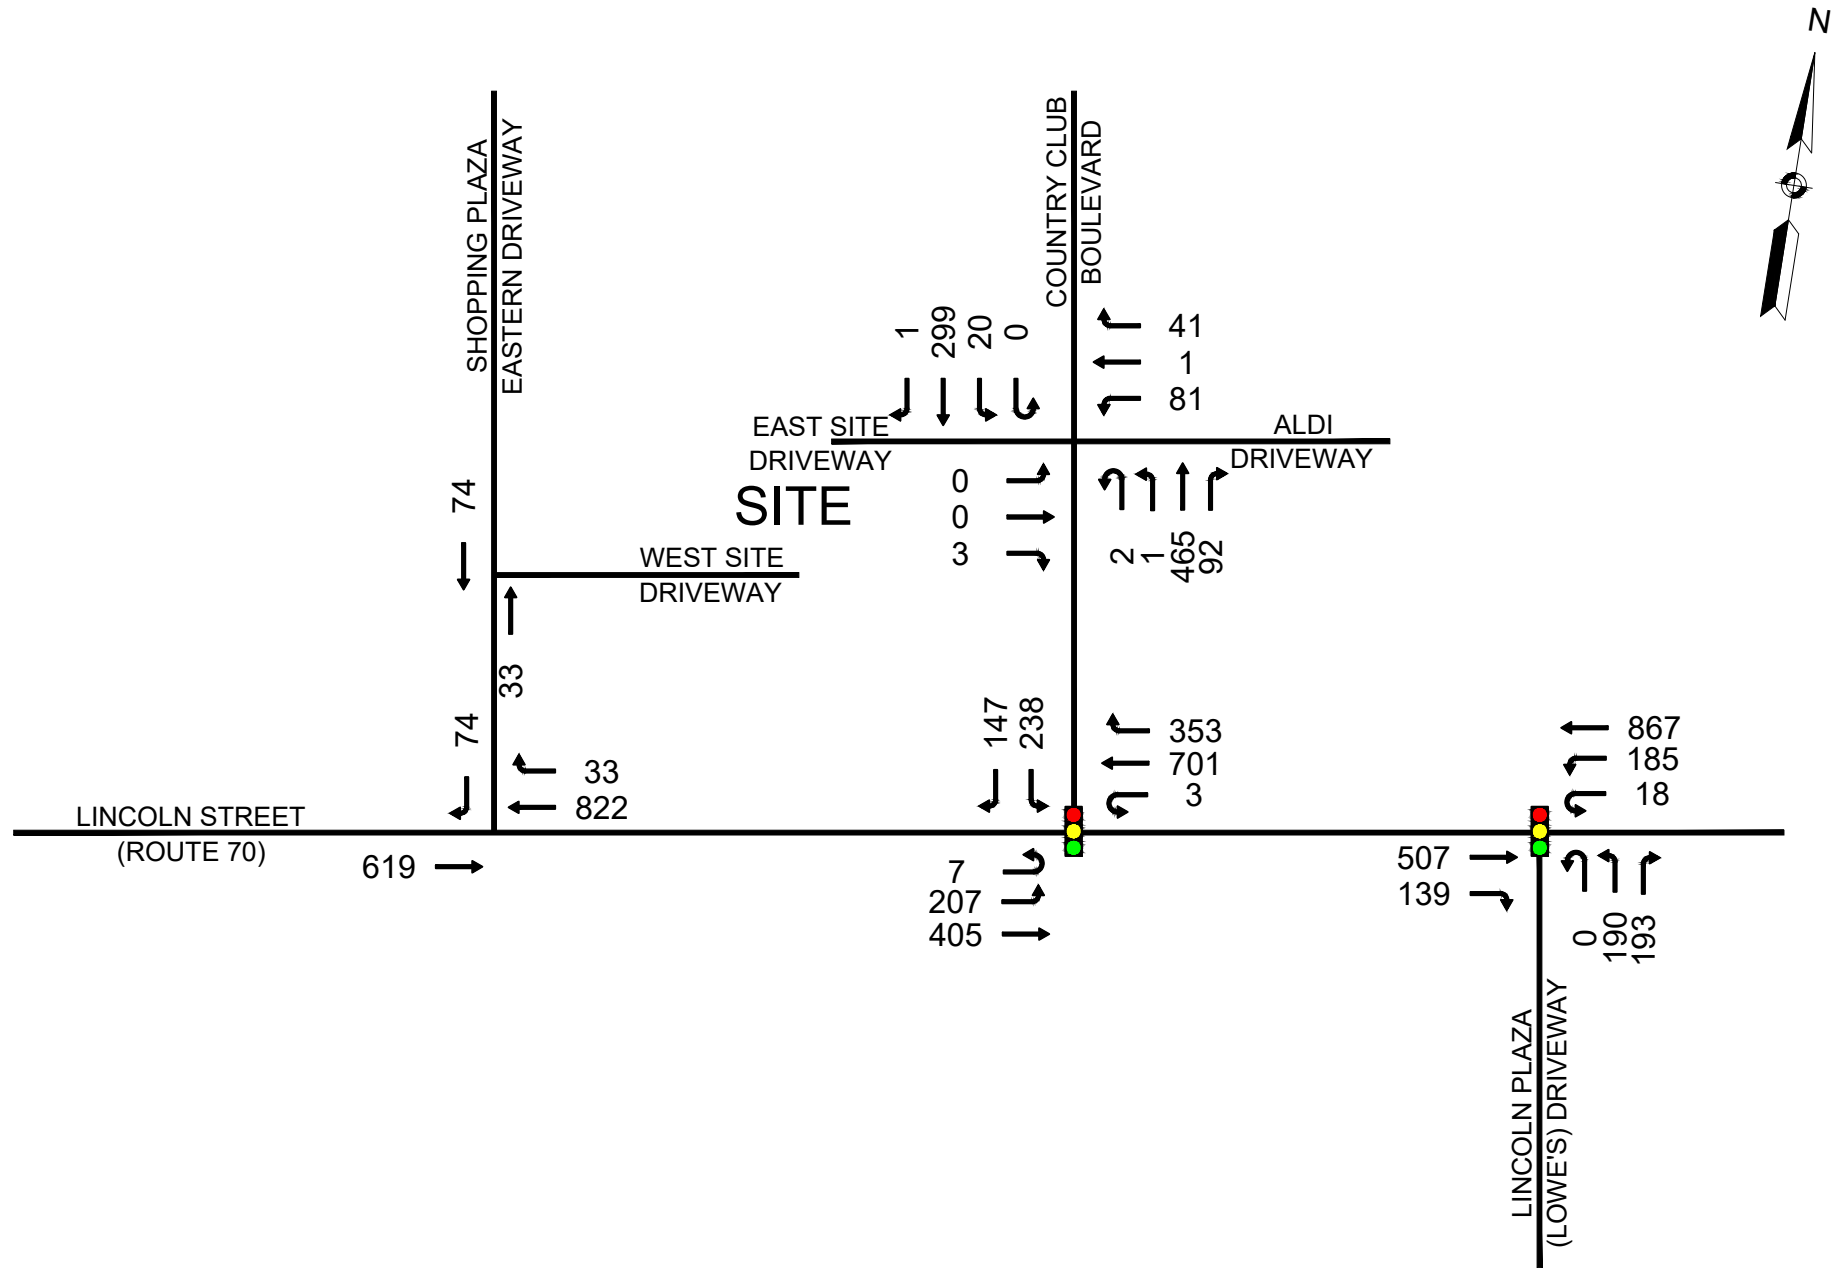 N
SHOPPING PLAZA
EASTERN DRIVEWAY
COUNTRY CLUB
BOULEVARD
1
299
20
0
41
1
81
EAST SITE
DRIVEWAY
ALDI
DRIVEWAY
SITE
0
0
3
2
1
465
92
74
WEST SITE
DRIVEWAY
33
74
33
822
147
238
353
701
3
867
185
18
LINCOLN STREET
(ROUTE 70)
619
7
207
405
507
139
0
190
193
LINCOLN PLAZA
(LOWE'S) DRIVEWAY